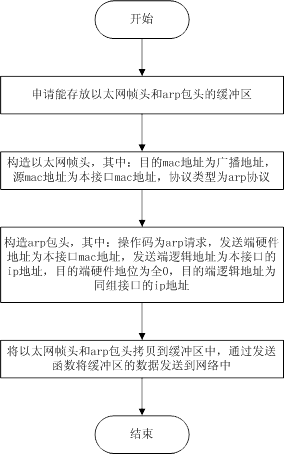 开始
申请能存放以太网帧头和arp包头的缓冲区
构造以太网帧头，其中：目的mac地址为广播地址，
源mac地址为本接口mac地址，协议类型为arp协议
构造arp包头，其中：操作码为arp请求，发送端硬件
地址为本接口mac地址，发送端逻辑地址为本接口的
ip地址，目的端硬件地位为全0，目的端逻辑地址为
同组接口的ip地址
将以太网帧头和arp包头拷贝到缓冲区中，通过发送
函数将缓冲区的数据发送到网络中
结束